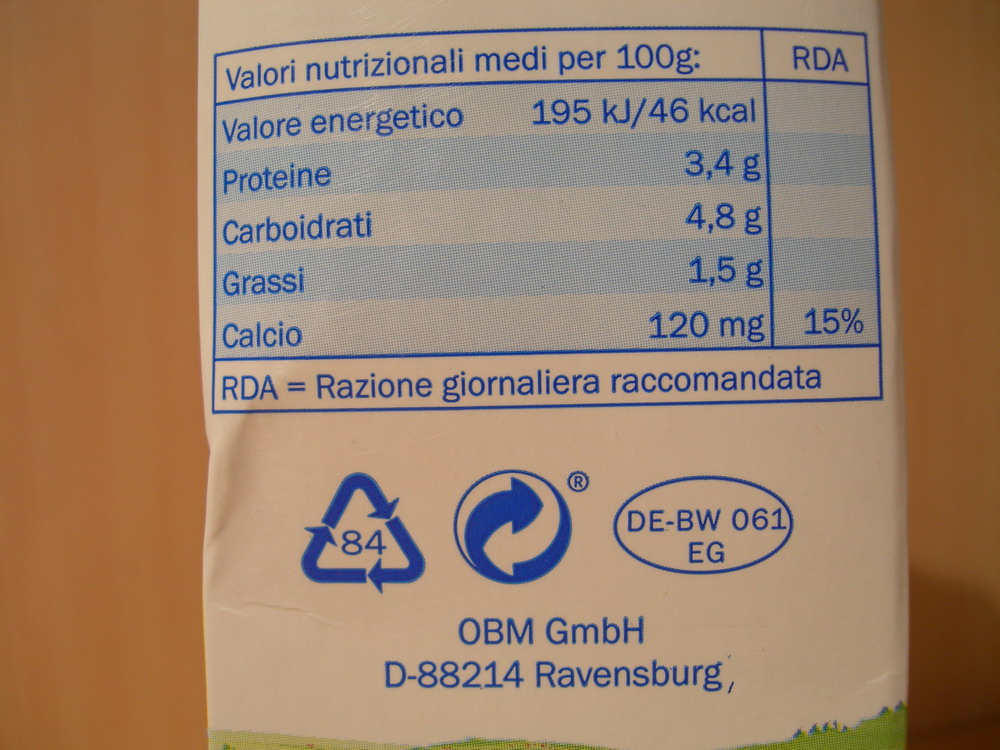 Valori nutrizionali medi per 100g: RDA
Valore energetico 195 kJ/46 kcal
Proteine 3,4 g
Carboidrati 4,8 g
Grassi 1,5 g
Calcio 120 mg 15%
RDA = Razione giornaliera raccomandata
84
®
DE-BW 061
EG
OBM GmbH
D-88214 Ravensburg,